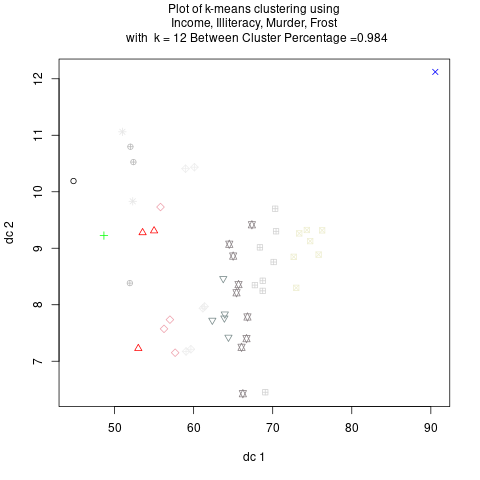 Plot of k-means clustering using
Income, Illiteracy, Murder, Frost
with k = 12 Between Cluster Percentage =0.984
12
11
10
9
8
7
dc 2
50
60
70
80
90
dc 1